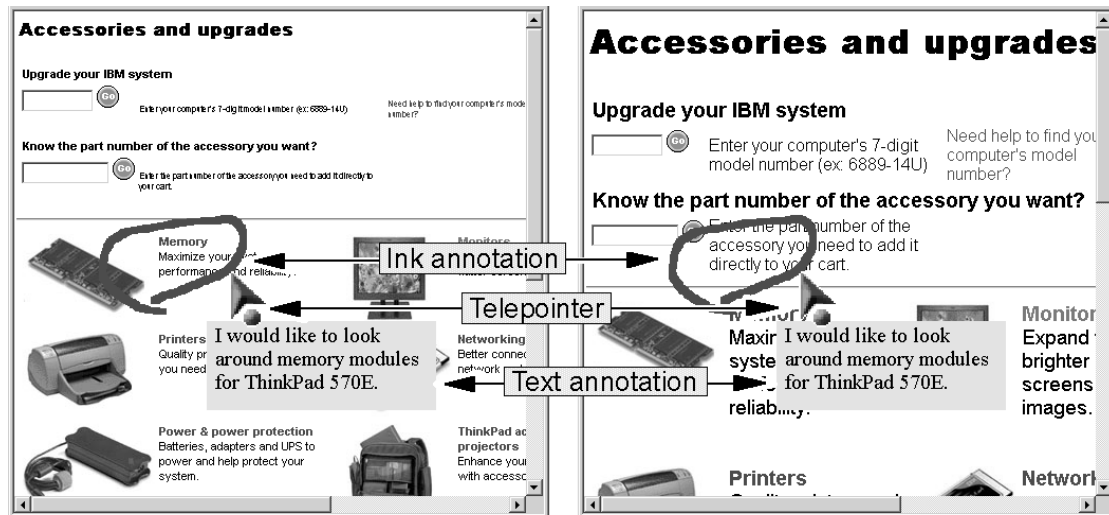 Accessories and upgrades
Upgrade your IBM system
Go
Enter your computer's 7-digit model number (ex: 6889-14U)
Need help to find your computer's mode
number?
Know the part number of the accessory you want?
Go
Enter the part number of the accessory you need to add it directly to
your cart.
Memory
Maximize your
performance and reliability.
Monitors
Printers
Quality pr
you need
I would like to look
around memory modules
for ThinkPad 570E.
Networking
Better connec
network
Power & power protection
Batteries, adapters and UPS to
power and help protect your
system.
ThinkPad ac
projectors
Enhance your
with accesso
Ink annotation
Telepointer
Text annotation
Accessories and upgrades
Upgrade your IBM system
Go
Enter your computer's 7-digit
model number (ex: 6889-14U)
Need help to find you
computer's model
number?
Know the part number of the accessory you want?
Enter the part number of the
accessory you need to add it
directly to your cart.
Maxi
syste
reliability.
I would like to look
around memory modules
for ThinkPad 570E.
Monitor
Expand
brighter
screens
images.
Printers
Network